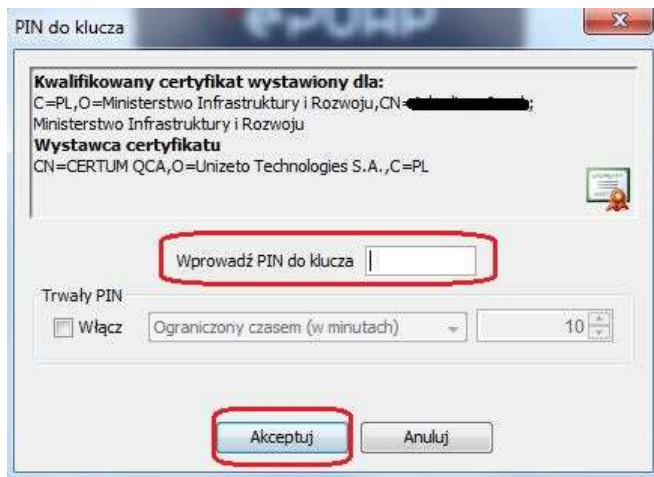 ePUAP
PIN do klucza
Kwalifikowany certyfikat wystawiony dla:
C=PL,O=Ministerstwo Infrastruktury i Rozwoju,CN=
Ministerstwo Infrastruktury i Rozwoju
Wystawca certyfikatu
CN=CERTUM QCA,O=Unizeto Technologies S.A.,C=PL
Wprowadź PIN do klucza
Trwały PIN
Włącz Ograniczony czasem (w minutach) 10
Akceptuj Anuluj